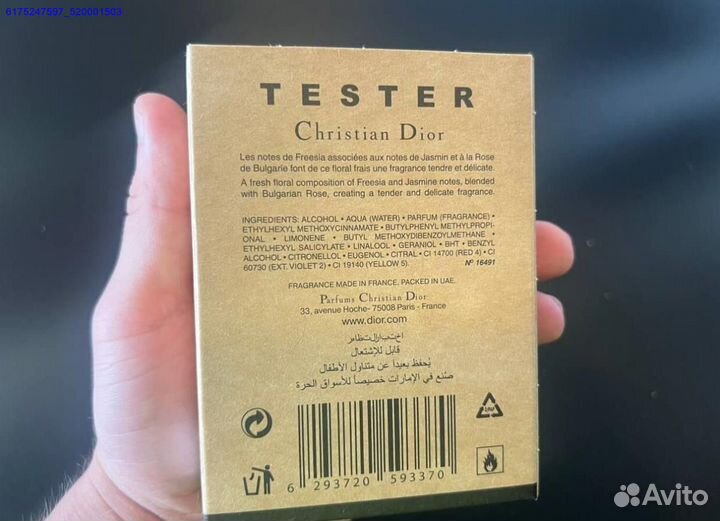 6175247597_520001503
TESTER
Christian Dior
Les notes de Freesia associées aux notes de Jasmin et à la Rose
de Bulgarie font de ce floral frais une fragrance tendre et délicate.
A fresh floral composition of Freesia and Jasmine notes, blended
with Bulgarian Rose, creating a tender and delicate fragrance.
INGREDIENTS: ALCOHOL • AQUA (WATER) • PARFUM (FRAGRANCE) •
ETHYLHEXYL METHOXYCINNAMATE • BUTYLPHENYL METHYLPROPI-
ONAL • LIMONENE • BUTYL METHOXYDIBENZOYLMETHANE •
ETHYLHEXYL SALICYLATE • LINALOOL • GERANIOL • BHT • BENZYL
ALCOHOL • CITRONELLOL • EUGENOL • CITRAL • CI 14700 (RED 4) • CI
60730 (EXT. VIOLET 2) • CI 19140 (YELLOW 5). Nº 16491
FRAGRANCE MADE IN FRANCE. PACKED IN UAE.
Parfums Christian Dior
33, avenue Hoche- 75008 Paris - France
www.dior.com
قابل للإشتعال
يُحفظ بعيداً عن متناول الأطفال
صُنع في الإمارات خصيصاً للأسواق الحرة
6 293720 593370
Avito